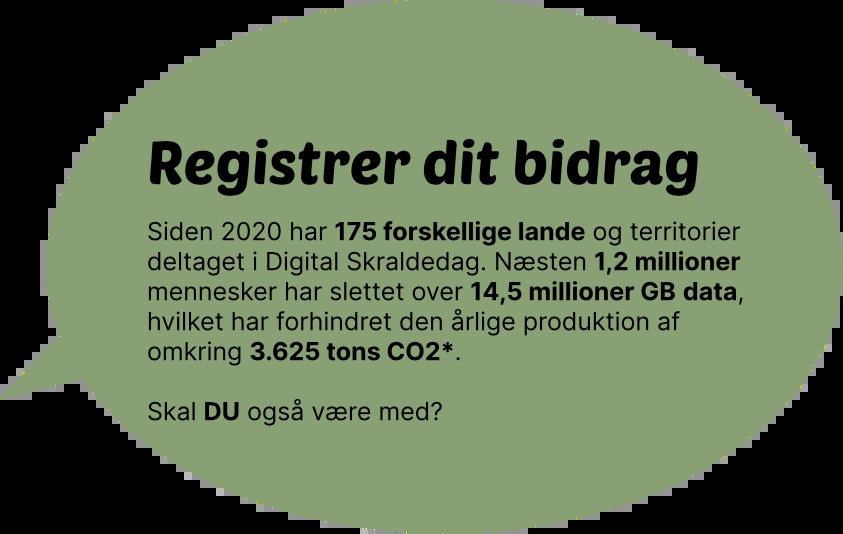 Registrer dit bidrag
Siden 2020 har 175 forskellige lande og territorier
deltaget i Digital Skraldedag. Næsten 1,2 millioner
mennesker har slettet over 14,5 millioner GB data,
hvilket har forhindret den årlige produktion af
omkring 3.625 tons CO2*.
Skal DU også være med?